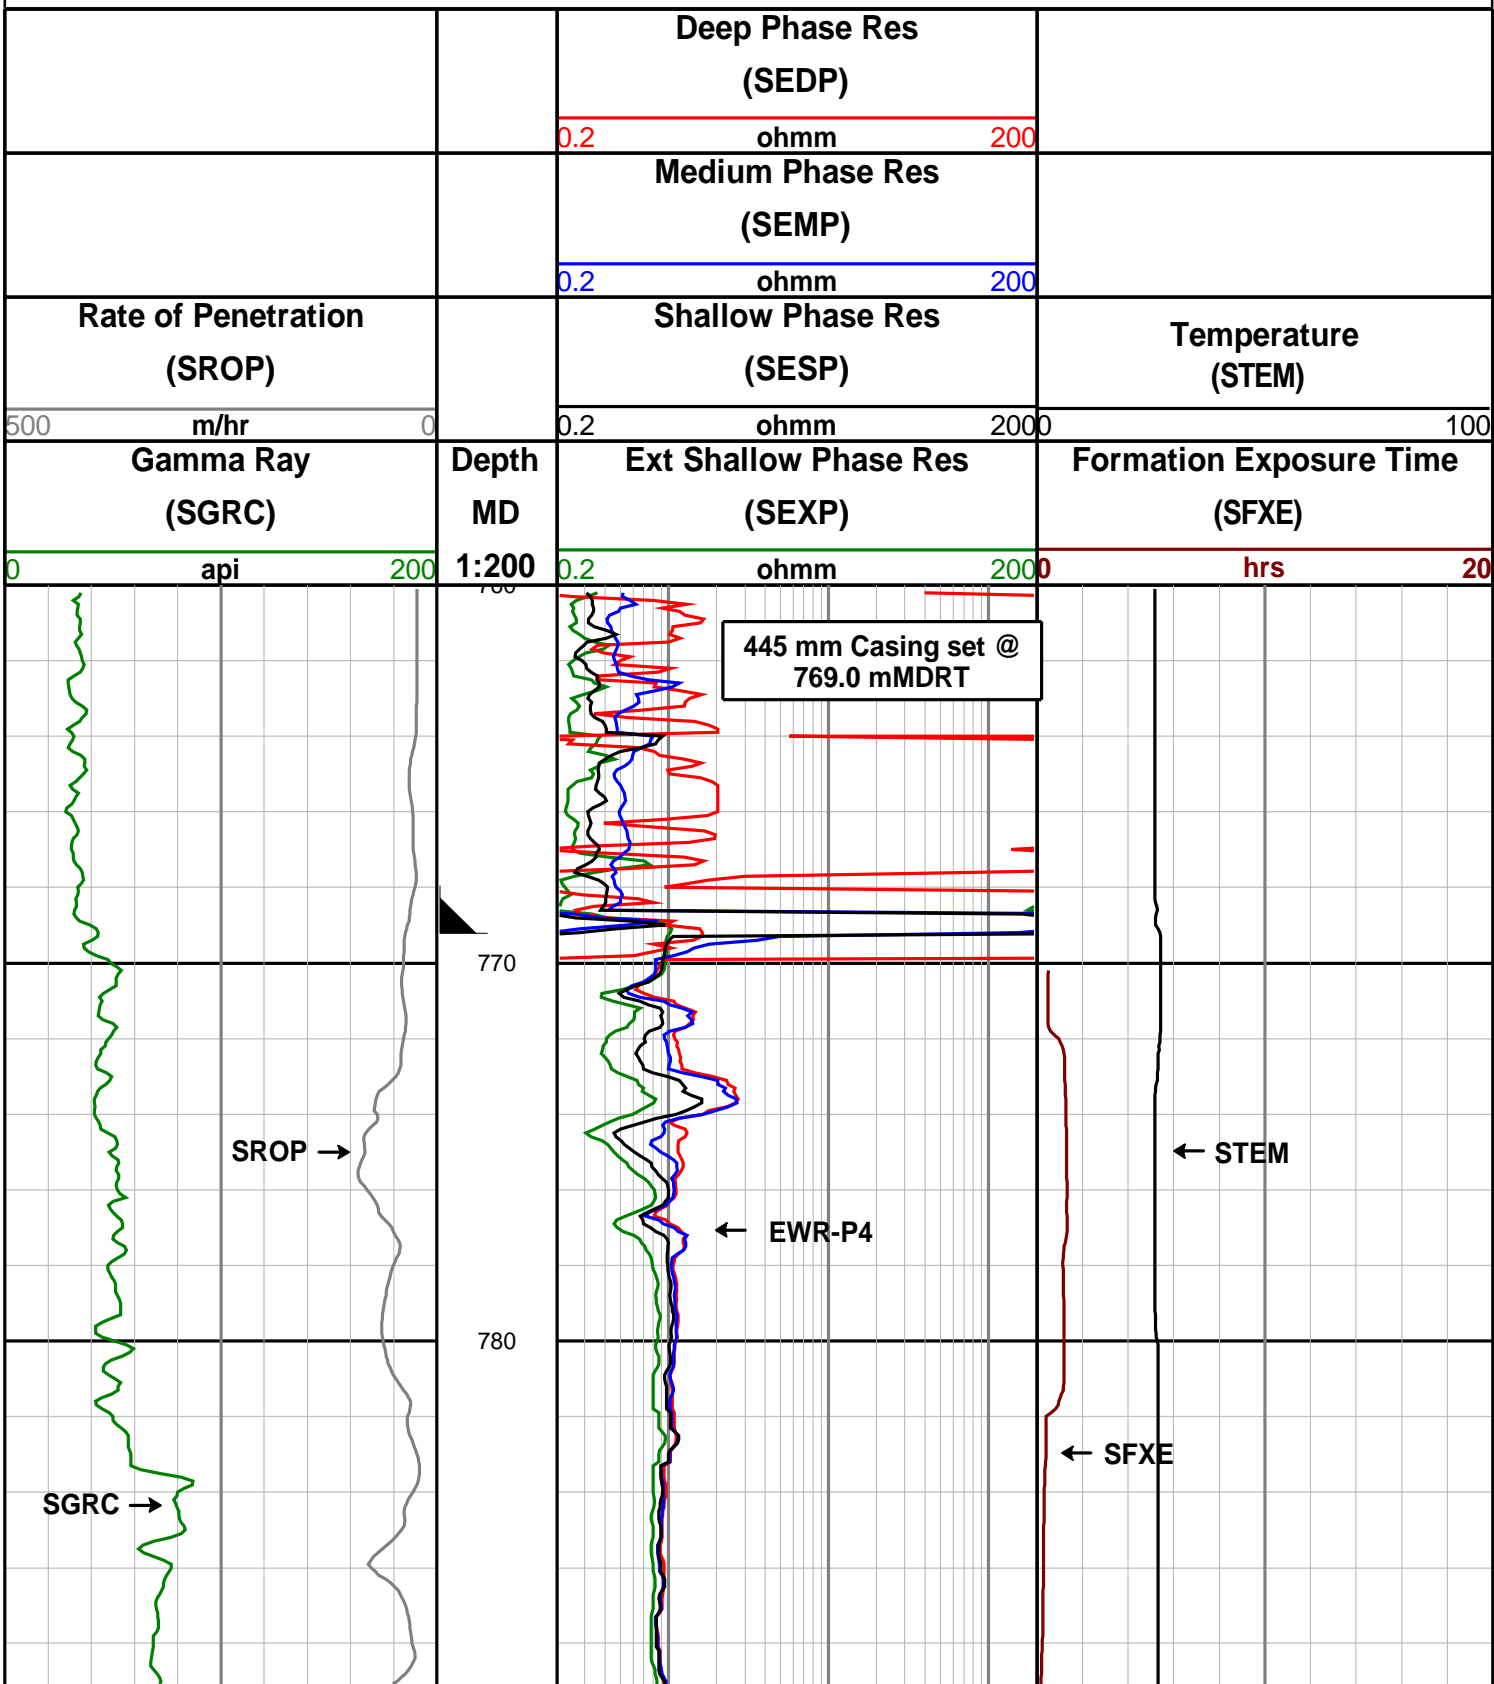 Deep Phase Res
(SEDP)
0.2 ohmm 200
Medium Phase Res
(SEMP)
0.2 ohmm 200
Rate of Penetration
(SROP)
500 m/hr 0
Shallow Phase Res
(SESP)
0.2 ohmm 200
Temperature
(STEM)
0 100
Gamma Ray
(SGRC)
0 api 200
Depth
MD
1:200
Ext Shallow Phase Res
(SEXP)
0.2 ohmm 200
Formation Exposure Time
(SFXE)
0 hrs 20
760
445 mm Casing set @
769.0 mMDRT
770
SROP
STEM
EWR-P4
780
SFXE
SGRC